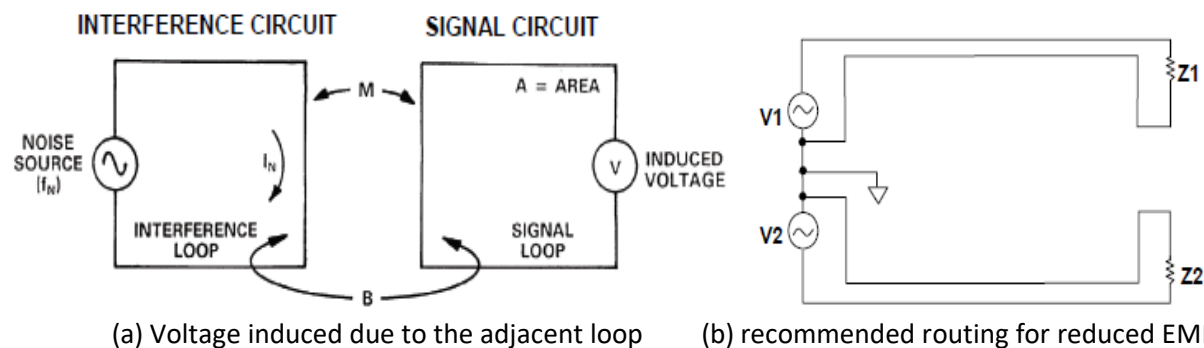 INTERFERENCE CIRCUIT
SIGNAL CIRCUIT
M
A = AREA
NOISE
SOURCE
(fN)
IN
V
INDUCED
VOLTAGE
INTERFERENCE
LOOP
SIGNAL
LOOP
B
Z1
V1
V2
Z2
(a) Voltage induced due to the adjacent loop
(b) recommended routing for reduced EM